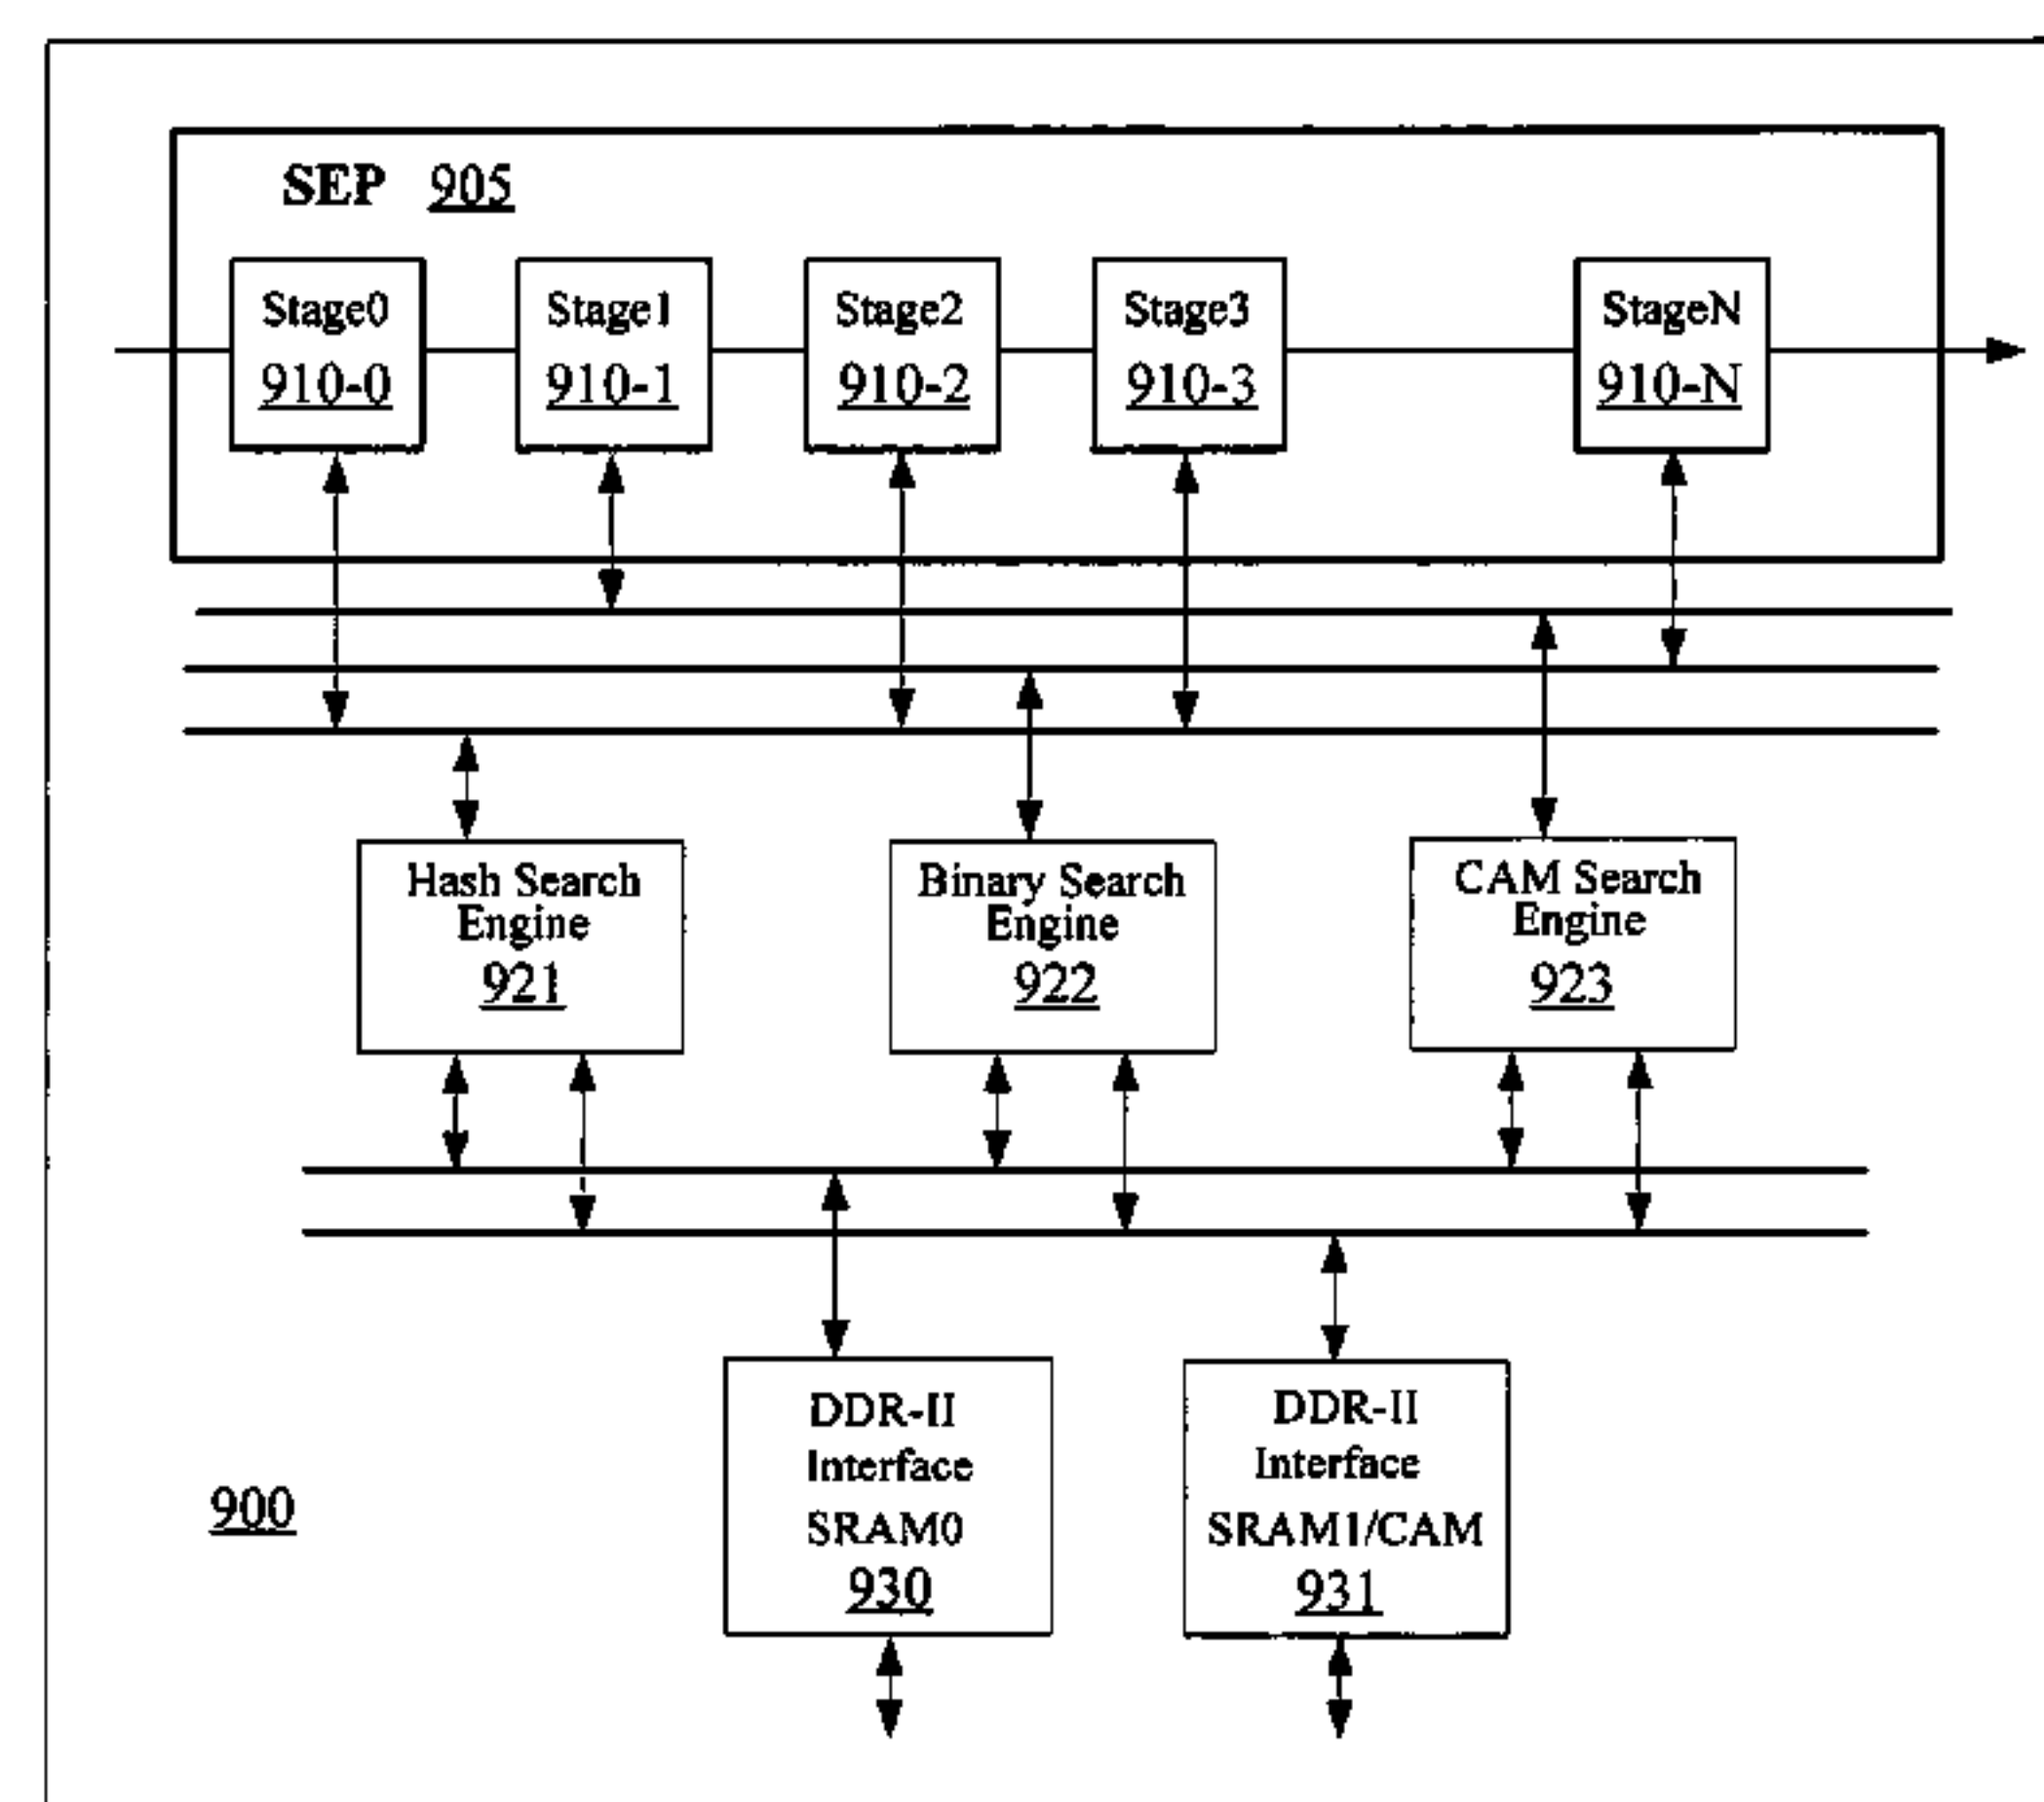 SEP 905
Stage0
910-0
Stage1
910-1
Stage2
910-2
Stage3
910-3
StageN
910-N
Hash Search
Engine
921
Binary Search
Engine
922
CAM Search
Engine
923
DDR-II
Interface
SRAM0
930
DDR-II
Interface
SRAM1/CAM
931
900